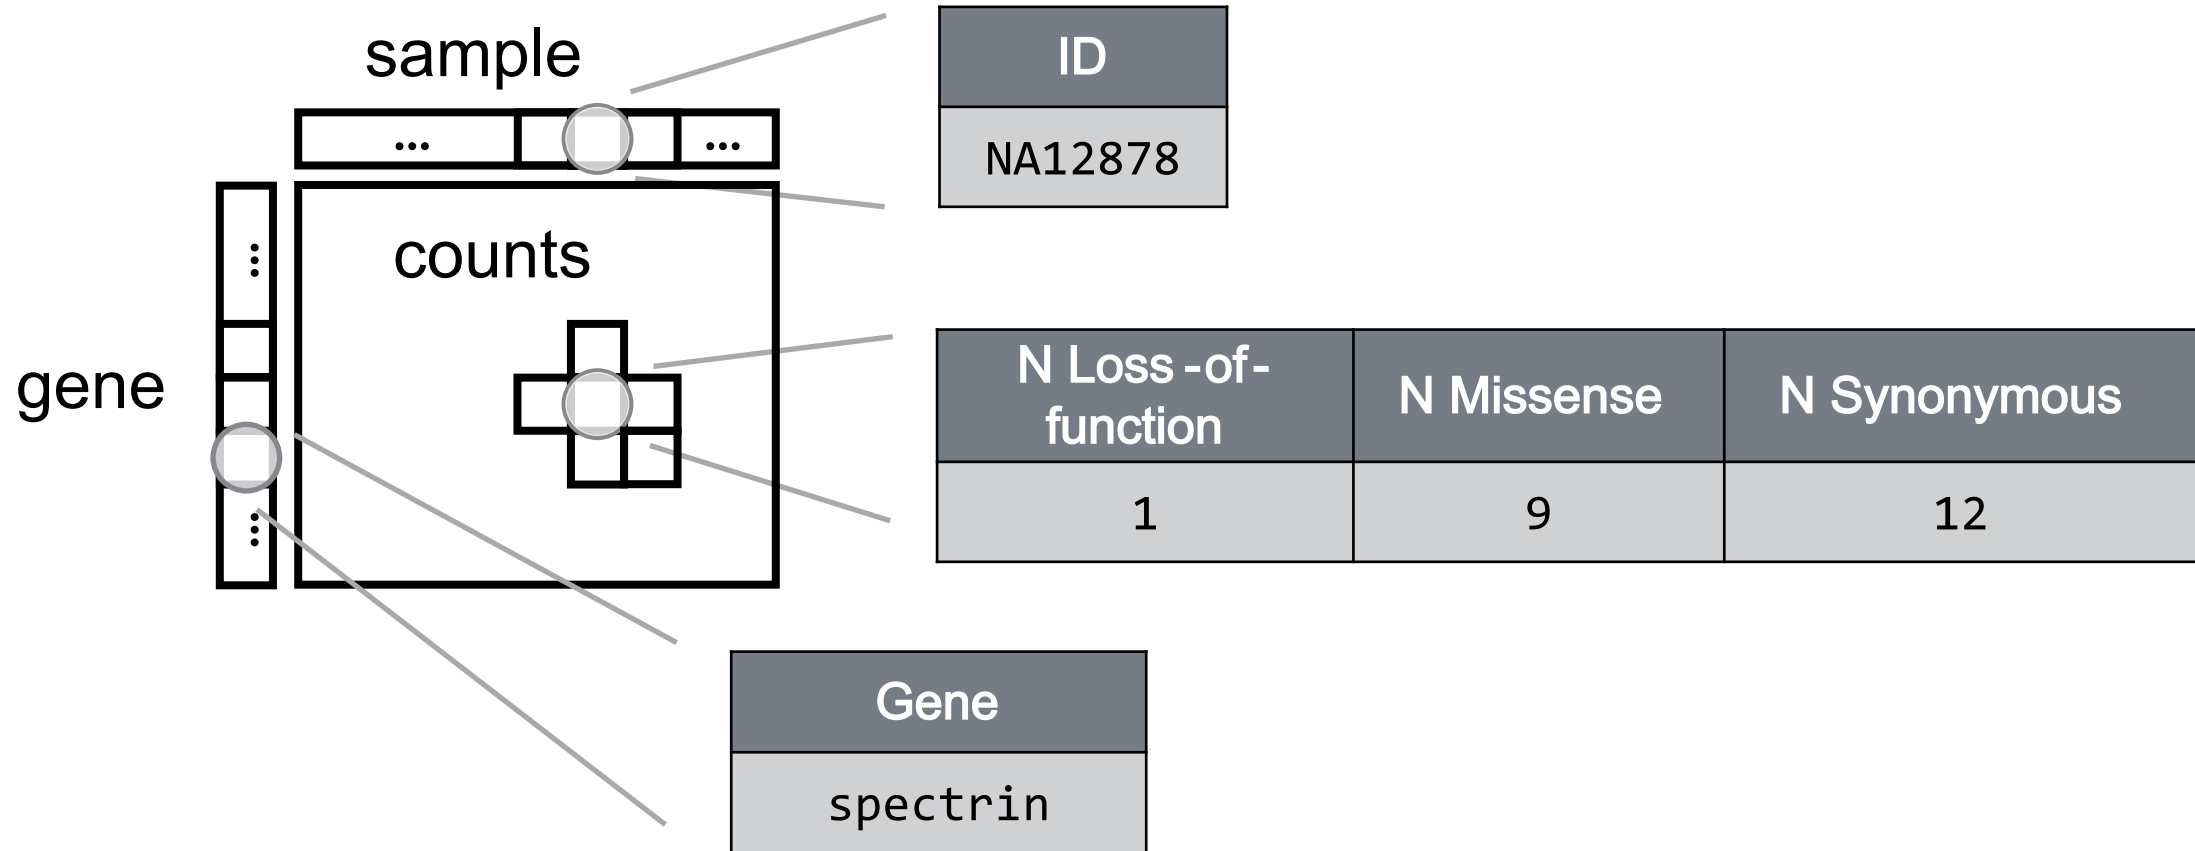 sample
...
...
ID
NA12878
...
counts
gene
...
N Loss -of-
function
N Missense
N Synonymous
1
9
12
Gene
spectrin